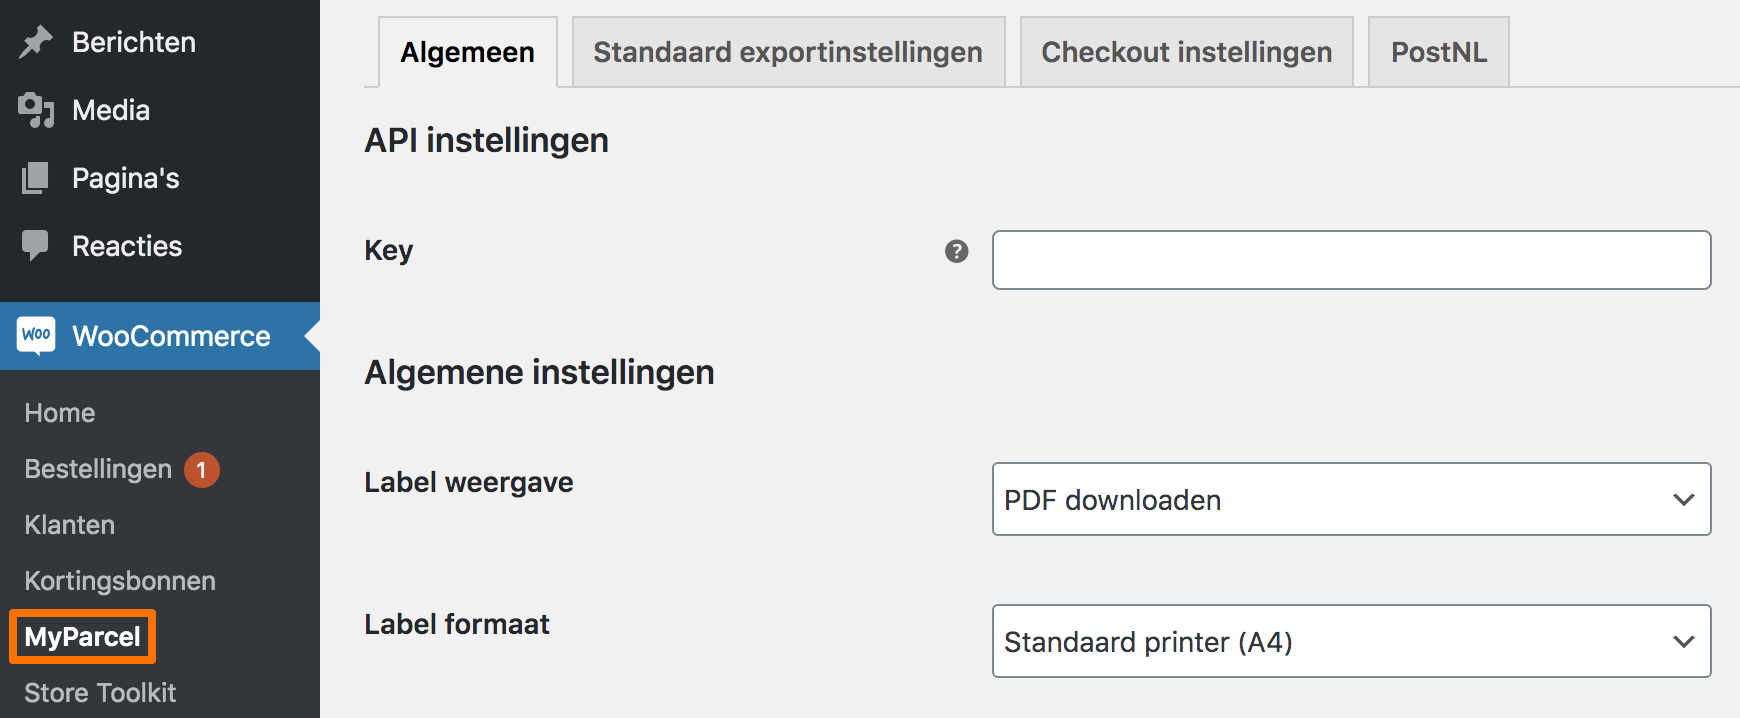 Berichten
Media
Pagina's
Reacties
WOO WooCommerce
Home
Bestellingen 1
Klanten
Kortingsbonnen
MyParcel
Store Toolkit
Algemeen Standaard exportinstellingen Checkout instellingen PostNL
API instellingen
Key ?
Algemene instellingen
Label weergave PDF downloaden
Label formaat Standaard printer (A4)